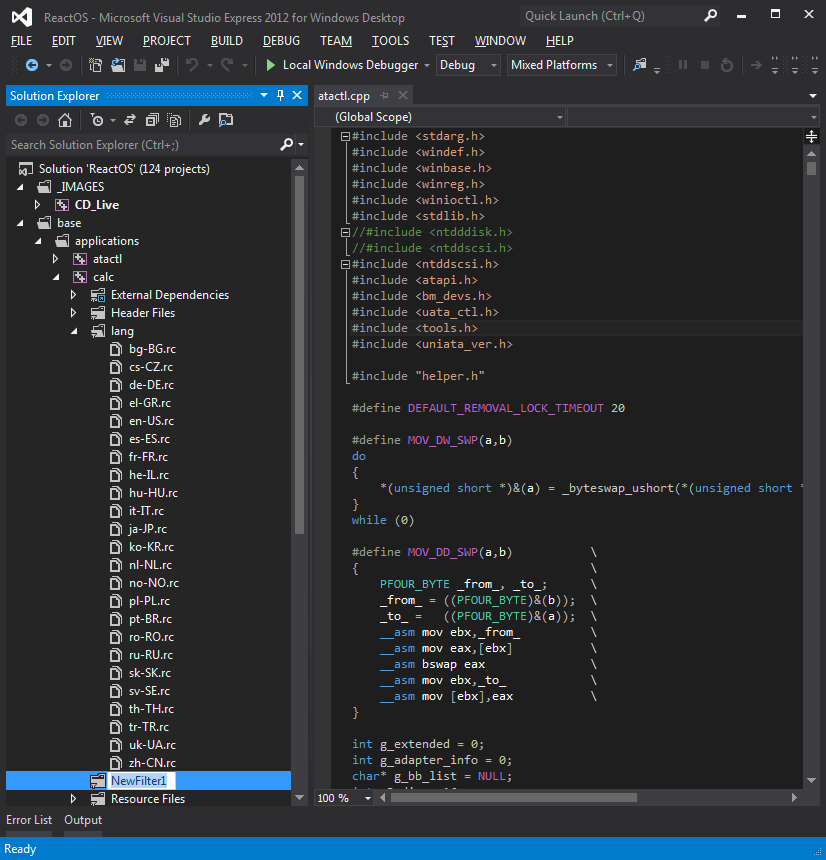 ReactOS - Microsoft Visual Studio Express 2012 for Windows Desktop
Quick Launch (Ctrl+Q)
FILE EDIT VIEW PROJECT BUILD DEBUG TEAM TOOLS TEST WINDOW HELP
Local Windows Debugger Debug Mixed Platforms
Solution Explorer
Search Solution Explorer (Ctrl+;)
Solution 'ReactOS' (124 projects)
_IMAGES
CD_Live
base
applications
atactl
calc
External Dependencies
Header Files
lang
bg-BG.rc
cs-CZ.rc
de-DE.rc
el-GR.rc
en-US.rc
es-ES.rc
fr-FR.rc
he-IL.rc
hu-HU.rc
it-IT.rc
ja-JP.rc
ko-KR.rc
nl-NL.rc
no-NO.rc
pl-PL.rc
pt-BR.rc
ro-RO.rc
ru-RU.rc
sk-SK.rc
sv-SE.rc
th-TH.rc
tr-TR.rc
uk-UA.rc
zh-CN.rc
NewFilter1
Resource Files
atactl.cpp
(Global Scope)
#include <stdarg.h>
#include <windef.h>
#include <winbase.h>
#include <winreg.h>
#include <winioctl.h>
#include <stdlib.h>
//#include <ntdddisk.h>
//#include <ntddscsi.h>
#include <ntddscsi.h>
#include <atapi.h>
#include <bm_devs.h>
#include <uata_ctl.h>
#include <tools.h>
#include <uniata_ver.h>
#include "helper.h"
#define DEFAULT_REMOVAL_LOCK_TIMEOUT 20
#define MOV_DW_SWP(a,b)
do
{
*(unsigned short *)&(a) = _byteswap_ushort(*(unsigned short *
}
while (0)
#define MOV_DD_SWP(a,b) \
{ \
PFOUR_BYTE _from_, _to_; \
_from_ = ((PFOUR_BYTE)&(b)); \
_to_ = ((PFOUR_BYTE)&(a)); \
__asm mov ebx,_from_ \
__asm mov eax,[ebx] \
__asm bswap eax \
__asm mov ebx,_to_ \
__asm mov [ebx],eax \
}
int g_extended = 0;
int g_adapter_info = 0;
char* g_bb_list = NULL;
100 %
Error List Output
Ready